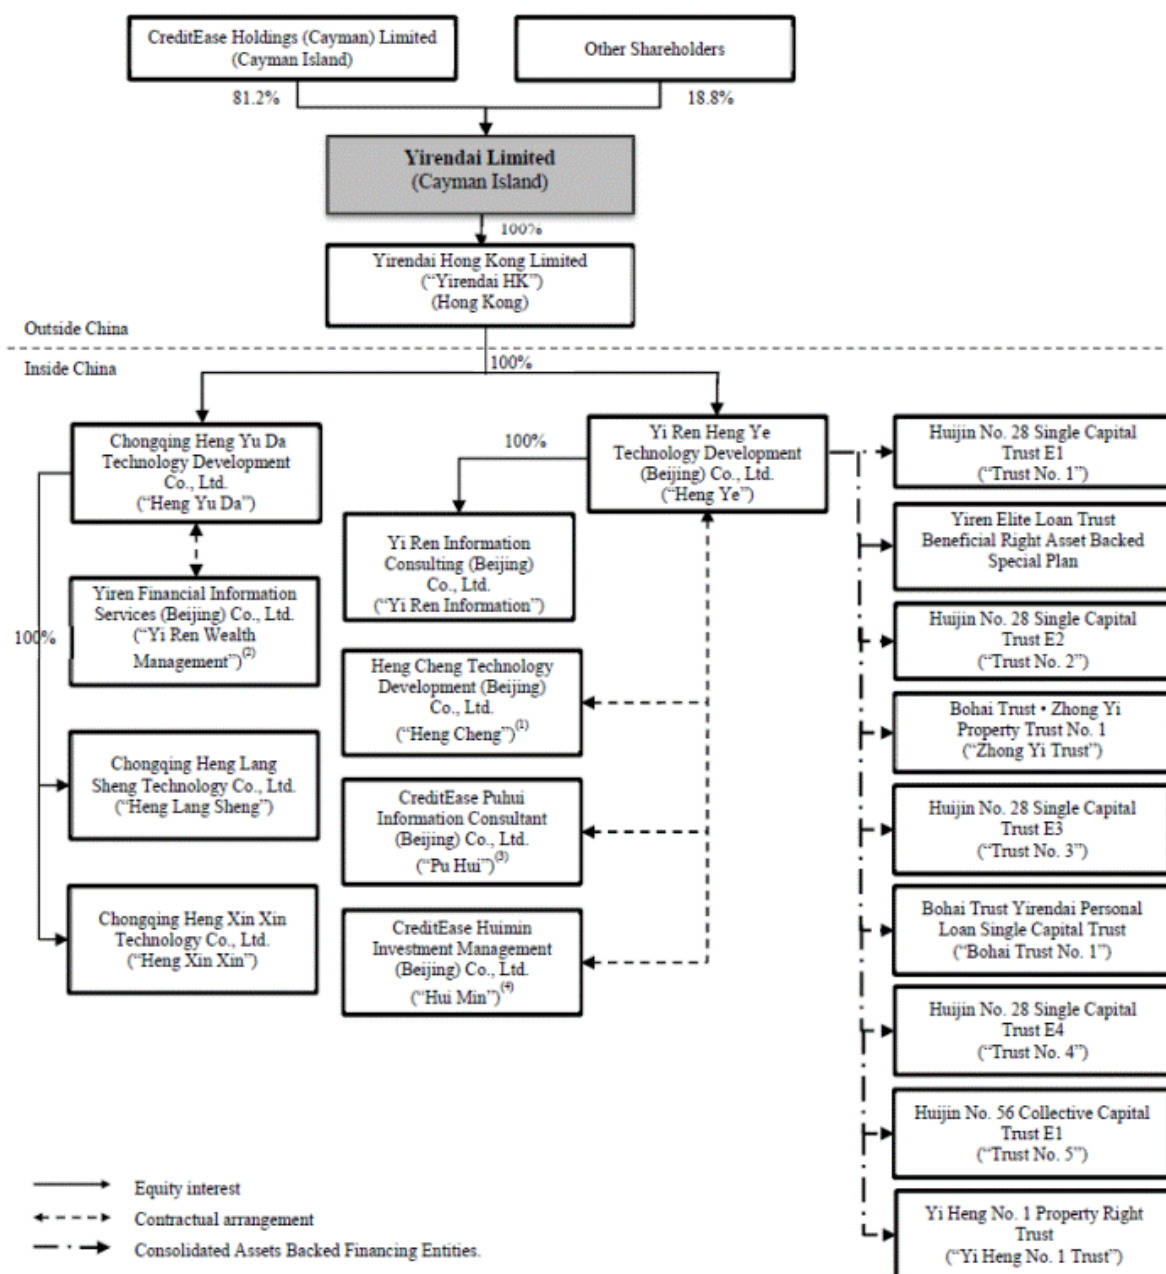 CreditEase Holdings (Cayman) Limited
(Cayman Island)
Other Shareholders
81.2%
18.8%
Yirendai Limited
(Cayman Island)
100%
Yirendai Hong Kong Limited
(“Yirendai HK”)
(Hong Kong)
Outside China
Inside China
100%
Chongqing Heng Yu Da
Technology Development
Co., Ltd.
(“Heng Yu Da”)
100%
Yi Ren Heng Ye
Technology Development
(Beijing) Co., Ltd.
(“Heng Ye”)
Yi Ren Information
Consulting (Beijing)
Co., Ltd.
(“Yi Ren Information”)
Yiren Financial Information
Services (Beijing) Co., Ltd.
(“Yi Ren Wealth
Management”)(2)
100%
Heng Cheng Technology
Development (Beijing)
Co., Ltd.
(“Heng Cheng”)(1)
Chongqing Heng Lang
Sheng Technology Co., Ltd.
(“Heng Lang Sheng”)
CreditEase Puhui
Information Consultant
(Beijing) Co., Ltd.
(“Pu Hui”)(3)
Chongqing Heng Xin Xin
Technology Co., Ltd.
(“Heng Xin Xin”)
CreditEase Huimin
Investment Management
(Beijing) Co., Ltd.
(“Hui Min”)(4)
Huijin No. 28 Single Capital
Trust E1
(“Trust No. 1”)
Yiren Elite Loan Trust
Beneficial Right Asset Backed
Special Plan
Huijin No. 28 Single Capital
Trust E2
(“Trust No. 2”)
Bohai Trust • Zhong Yi
Property Trust No. 1
(“Zhong Yi Trust”)
Huijin No. 28 Single Capital
Trust E3
(“Trust No. 3”)
Bohai Trust Yirendai Personal
Loan Single Capital Trust
(“Bohai Trust No. 1”)
Huijin No. 28 Single Capital
Trust E4
(“Trust No. 4”)
Huijin No. 56 Collective Capital
Trust E1
(“Trust No. 5”)
Yi Heng No. 1 Property Right
Trust
(“Yi Heng No. 1 Trust”)
Equity interest
Contractual arrangement
Consolidated Assets Backed Financing Entities.